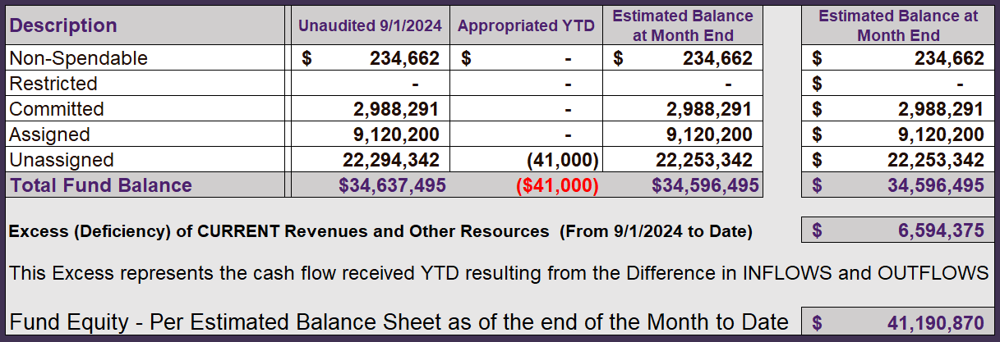 Description Unaudited 9/1/2024 Appropriated YTD Estimated Balance at Month End Estimated Balance at Month End
Non-Spendable $ 234,662 $ - $ 234,662 $ 234,662
Restricted - - - $ -
Committed 2,988,291 - 2,988,291 $ 2,988,291
Assigned 9,120,200 - 9,120,200 $ 9,120,200
Unassigned 22,294,342 (41,000) 22,253,342 $ 22,253,342
Total Fund Balance $34,637,495 ($41,000) $34,596,495 $ 34,596,495
Excess (Deficiency) of CURRENT Revenues and Other Resources (From 9/1/2024 to Date) $ 6,594,375
This Excess represents the cash flow received YTD resulting from the Difference in INFLOWS and OUTFLOWS
Fund Equity - Per Estimated Balance Sheet as of the end of the Month to Date $ 41,190,870